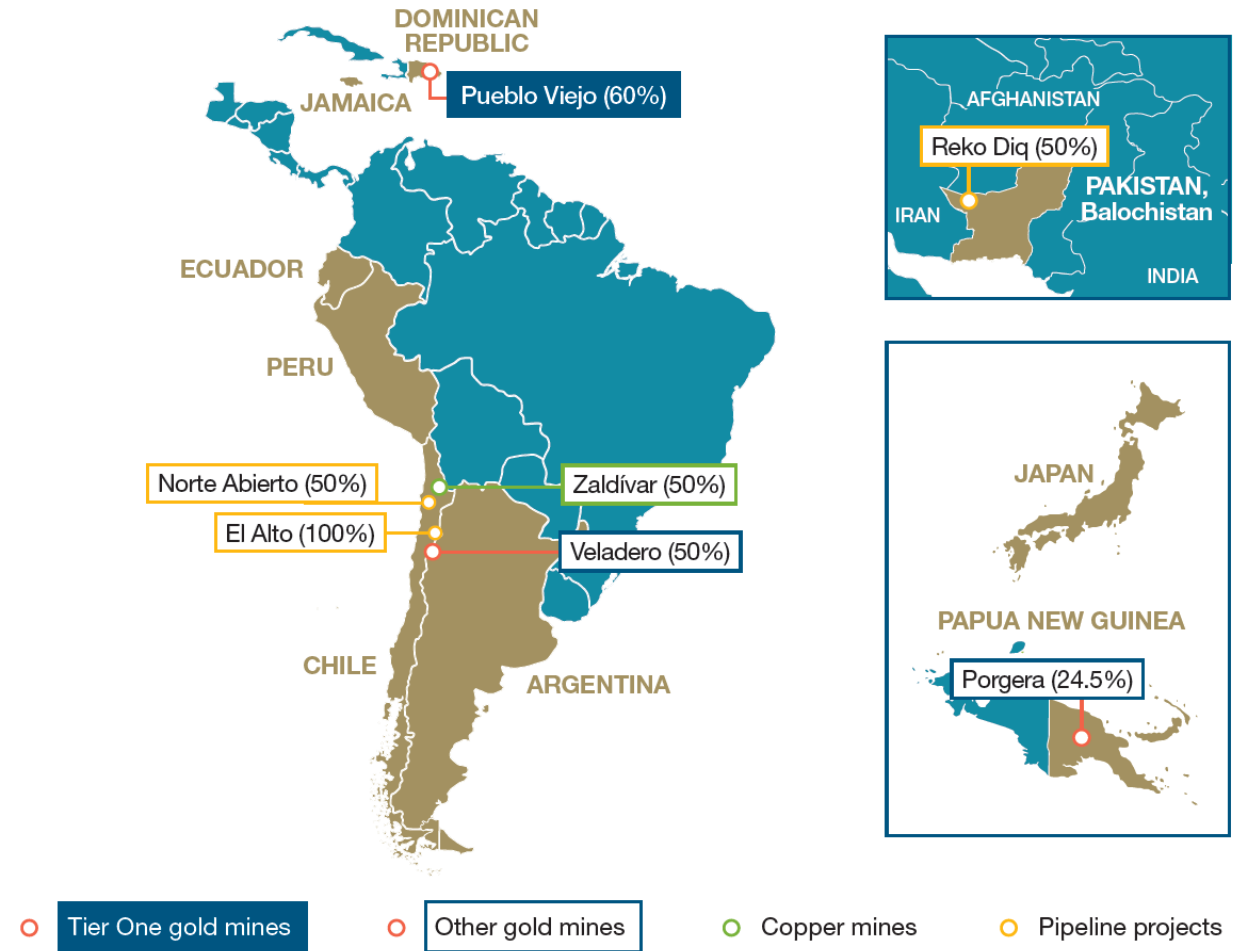 DOMINICAN
REPUBLIC
JAMAICA
Pueblo Viejo (60%)
ECUADOR
PERU
Norte Abierto (50%)
Zaldívar (50%)
El Alto (100%)
Veladero (50%)
CHILE
ARGENTINA
AFGHANISTAN
Reko Diq (50%)
PAKISTAN,
Balochistan
IRAN
INDIA
JAPAN
PAPUA NEW GUINEA
Porgera (24.5%)
Tier One gold mines
Other gold mines
Copper mines
Pipeline projects